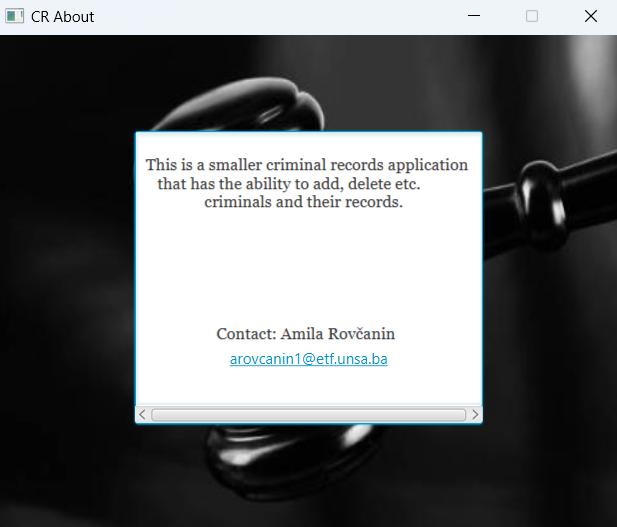 CR About
This is a smaller criminal records application
that has the ability to add, delete etc.
criminals and their records.
Contact: Amila Rovčanin
arovcanin1@etf.unsa.ba